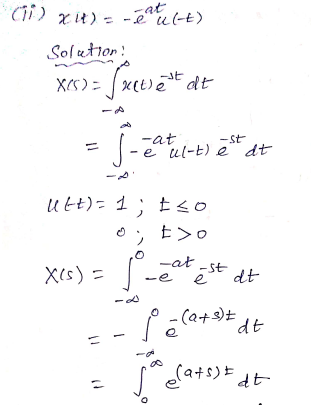 (ii) x(t) = -e^{-at} u(-t)
Solution:
X(s) = ∫_{-∞}^{∞} x(t) e^{-st} dt
= ∫_{-∞}^{∞} -e^{-at} u(-t) e^{-st} dt
u(-t) = 1 ; t ≤ 0
0 ; t > 0
X(s) = ∫_{-∞}^{0} -e^{-at} e^{-st} dt
= - ∫_{-∞}^{0} e^{-(a+s)t} dt
= ∫_{0}^{∞} e^{(a+s)t} dt